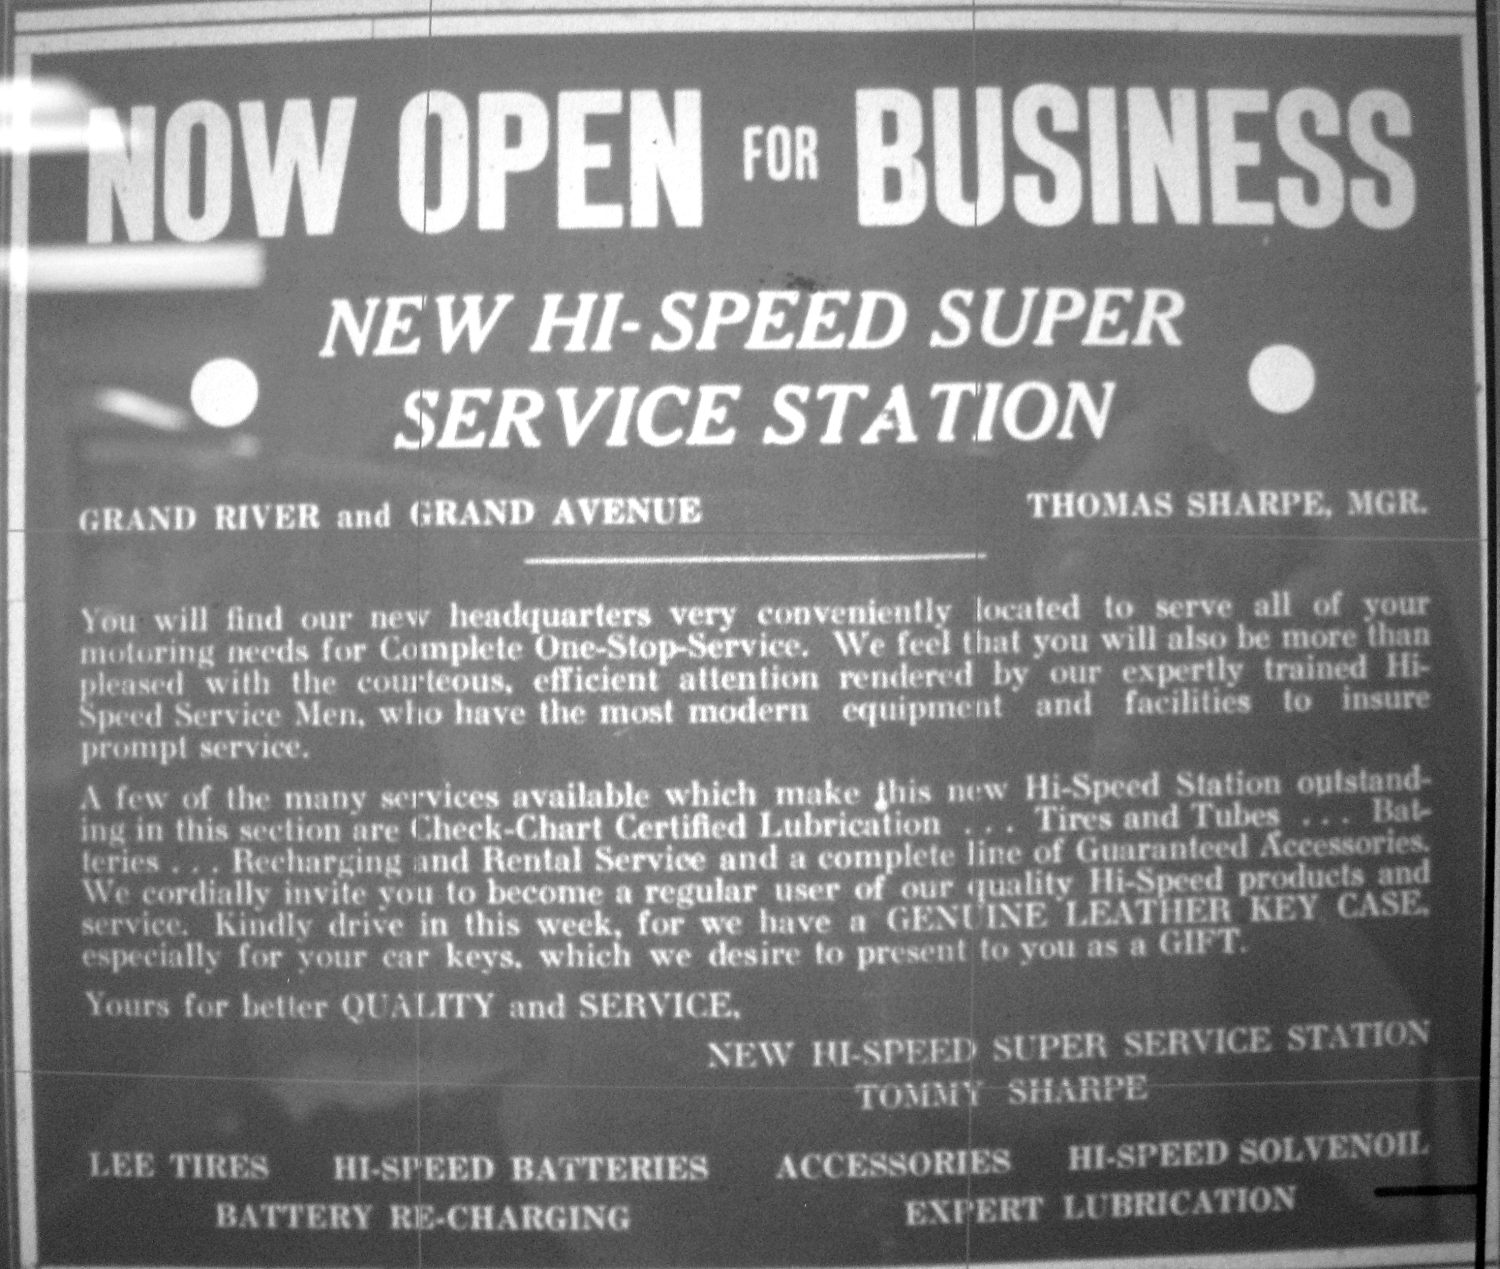 NOW OPEN FOR BUSINESS
NEW HI-SPEED SUPER
SERVICE STATION
GRAND RIVER and GRAND AVENUE THOMAS SHARPE, MGR.
You will find our new headquarters very conveniently located to serve all of your
motoring needs for Complete One-Stop-Service. We feel that you will also be more than
pleased with the courteous, efficient attention rendered by our expertly trained Hi-
Speed Service Men, who have the most modern equipment and facilities to insure
prompt service.
A few of the many services available which make this new Hi-Speed Station outstand-
ing in this section are Check-Chart Certified Lubrication ... Tires and Tubes ... Bat-
teries ... Recharging and Rental Service and a complete line of Guaranteed Accessories.
We cordially invite you to become a regular user of our quality Hi-Speed products and
service. Kindly drive in this week, for we have a GENUINE LEATHER KEY CASE,
especially for your car keys, which we desire to present to you as a GIFT.
Yours for better QUALITY and SERVICE,
NEW HI-SPEED SUPER SERVICE STATION
TOMMY SHARPE
LEE TIRES HI-SPEED BATTERIES ACCESSORIES HI-SPEED SOLVENOIL
BATTERY RE-CHARGING EXPERT LUBRICATION